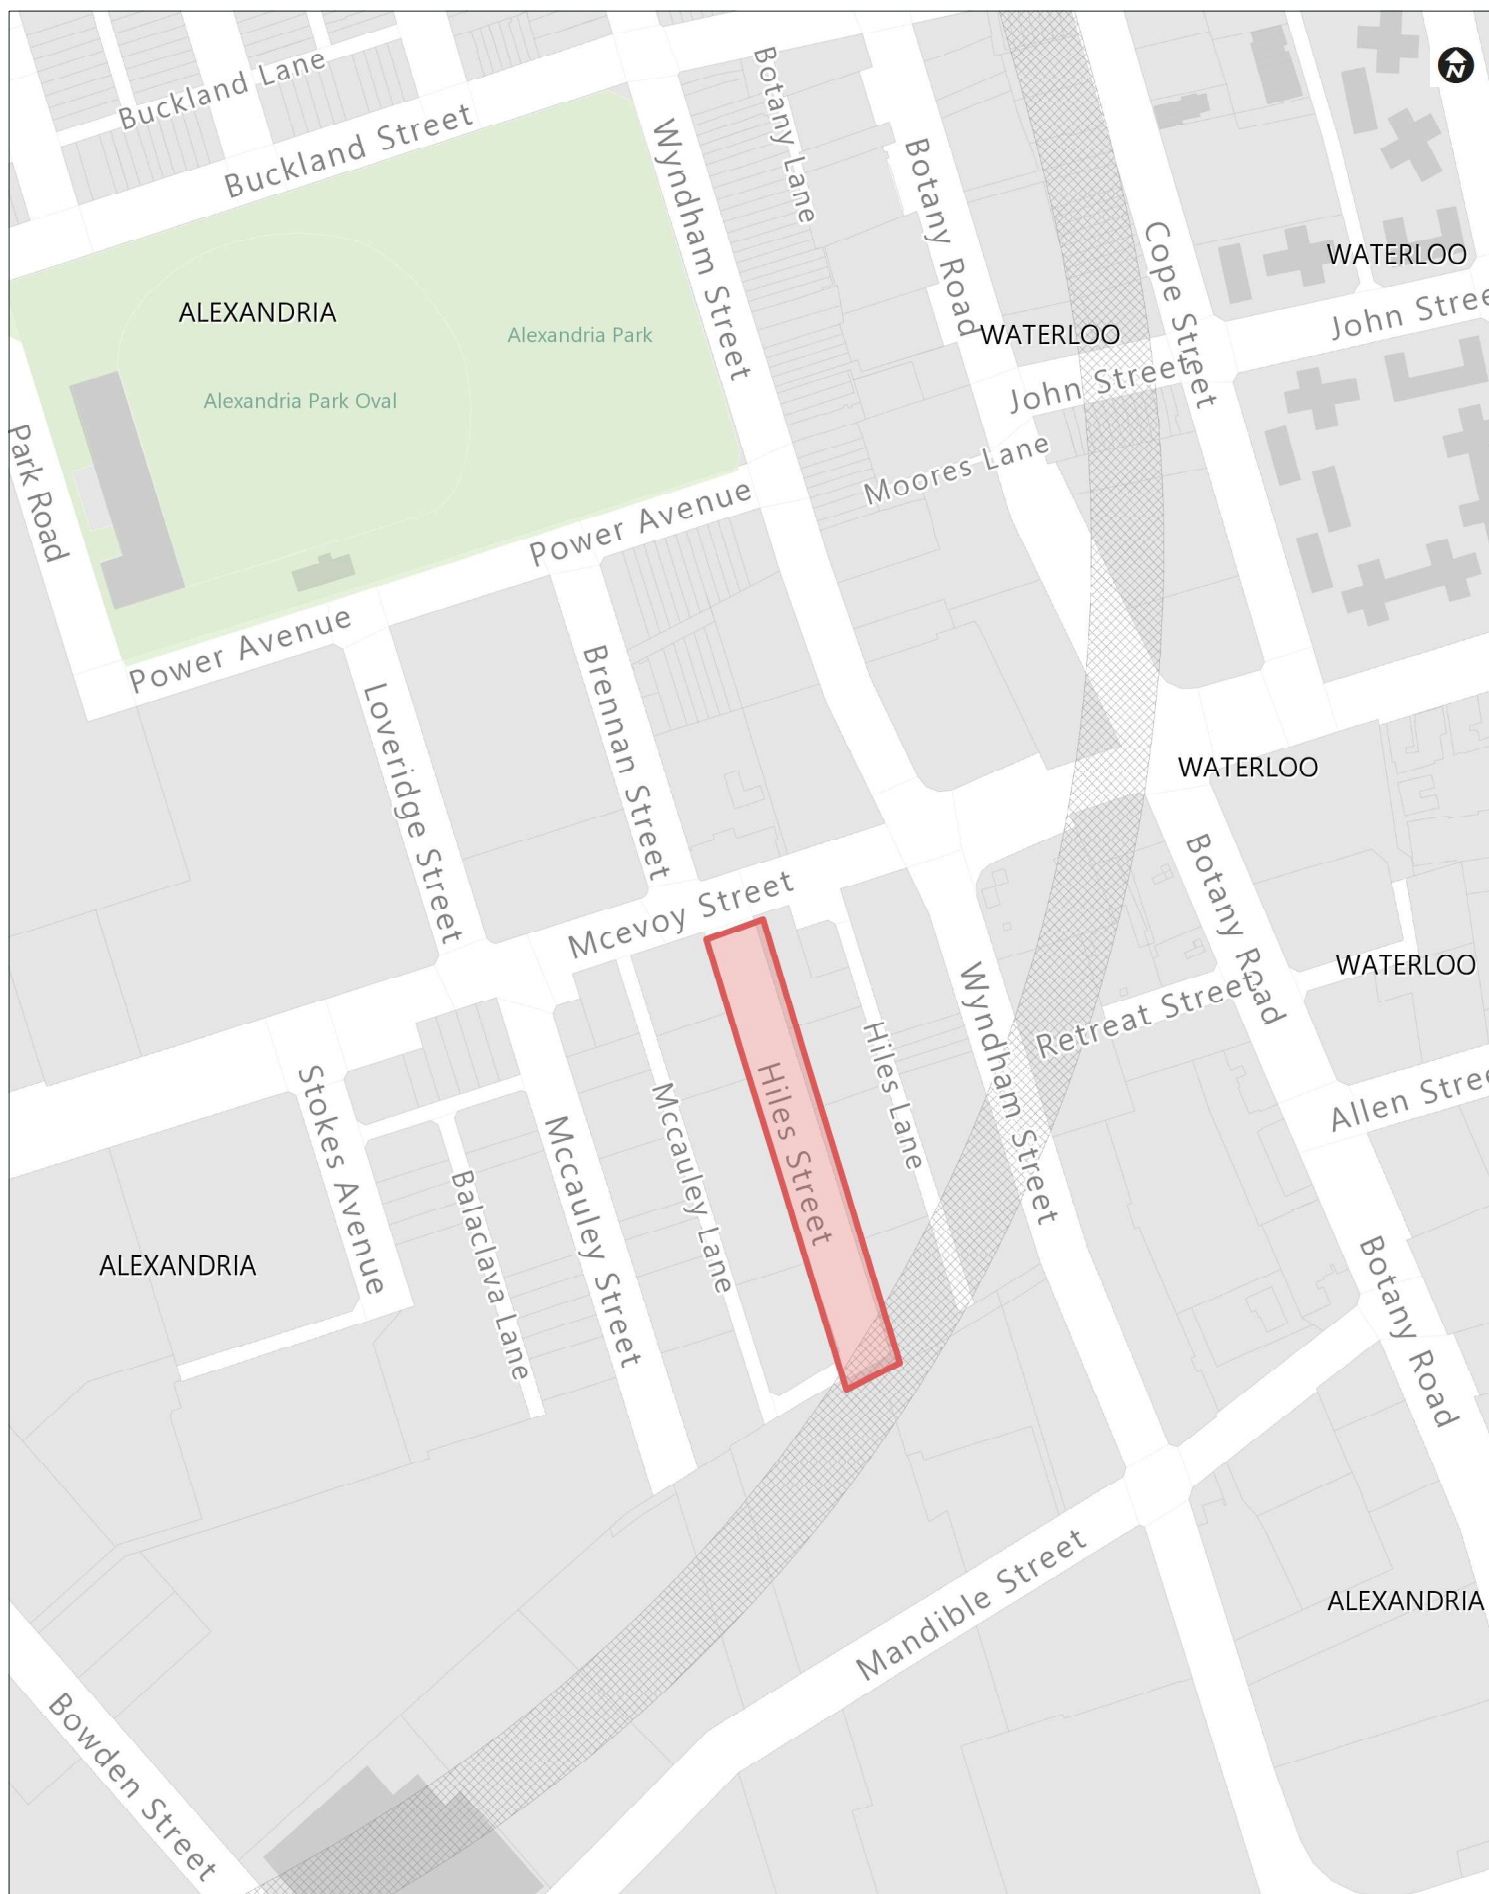 Buckland Lane
Botany Lane
Buckland Street
Wyndham Street
Botany Road
Cope Street
WATERLOO
John Stree
ALEXANDRIA
Alexandria Park
WATERLOO
John Street
Alexandria Park Oval
Park Road
Moores Lane
Power Avenue
Power Avenue
Brennan Street
Loveridge Street
WATERLOO
Mcevoy Street
Botany Road
WATERLOO
Wyndham Street
Retreat Street
Hiles Lane
Hiles Street
Stokes Avenue
Mccauley Lane
Allen Stree
Mccauley Street
Balaclava Lane
ALEXANDRIA
Botany Road
Mandible Street
ALEXANDRIA
Bowden Street
N